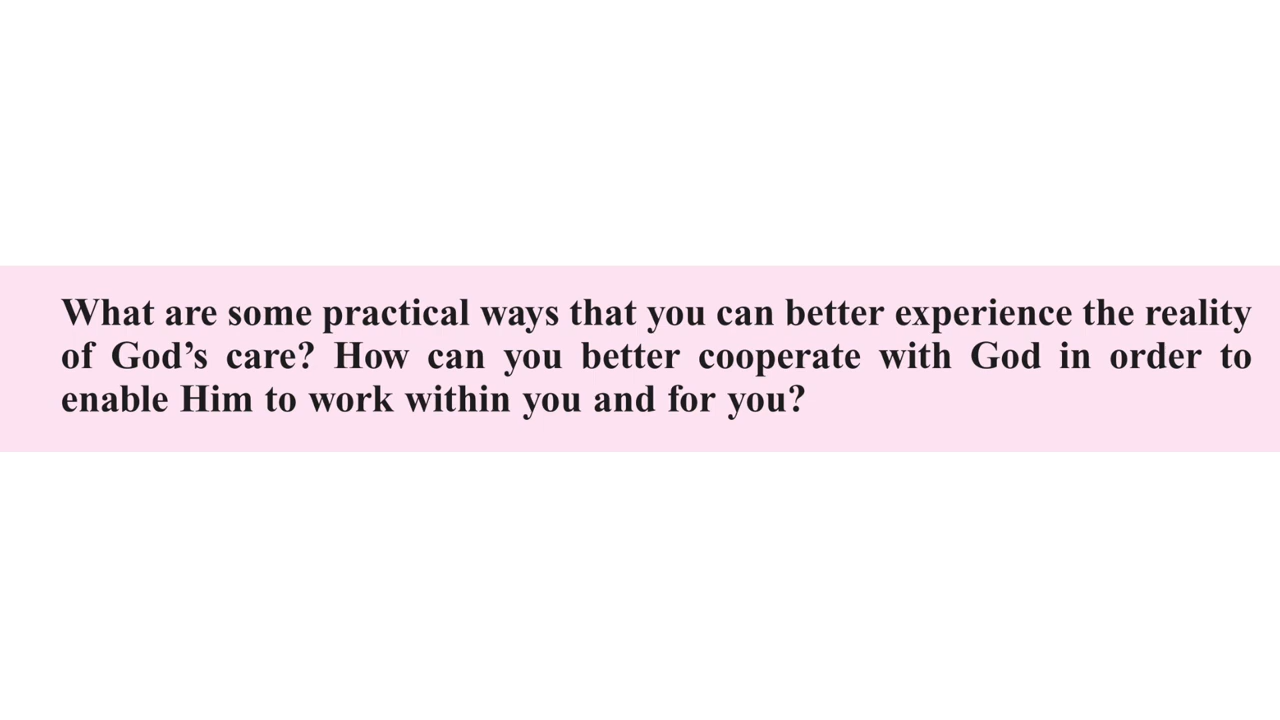 What are some practical ways that you can better experience the reality
of God’s care? How can you better cooperate with God in order to
enable Him to work within you and for you?